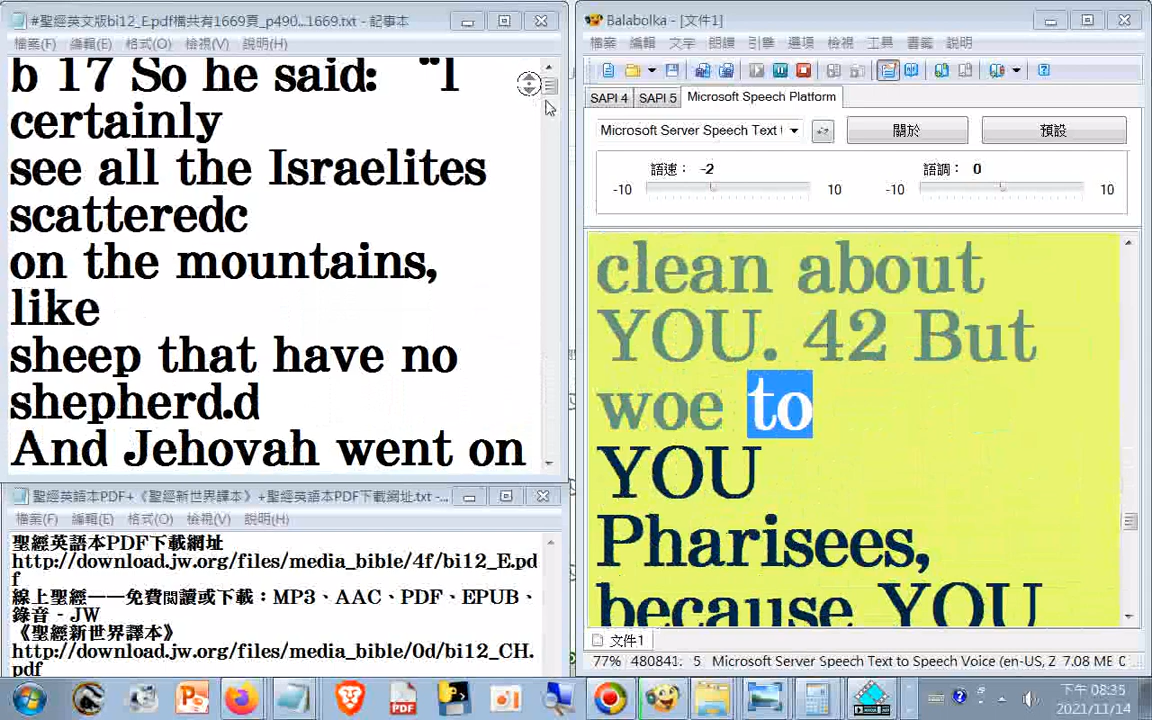 #聖經英文版bi12_E.pdf檔共有1669頁_p490...1669.txt - 記事本
檔案(F) 編輯(E) 格式(O) 檢視(V) 說明(H)
b 17 So he said: “I
certainly
see all the Israelites
scatteredc
on the mountains,
like
sheep that have no
shepherd.d
And Jehovah went on
聖經英語本PDF+《聖經新世界譯本》+聖經英語本PDF下載網址.txt -...
檔案(F) 編輯(E) 格式(O) 檢視(V) 說明(H)
聖經英語本PDF下載網址
http://download.jw.org/files/media_bible/4f/bi12_E.pd
f
線上聖經——免費閱讀或下載：MP3、AAC、PDF、EPUB、
錄音 - JW
《聖經新世界譯本》
http://download.jw.org/files/media_bible/0d/bi12_CH.
pdf
Balabolka - [文件1]
檔案 編輯 文字 朗讀 引擎 選項 檢視 工具 書籤 說明
SAPI 4 SAPI 5 Microsoft Speech Platform
Microsoft Server Speech Text 關於 預設
語速： -2 語調： 0
-10 10 -10 10
clean about
YOU. 42 But
woe to
YOU
Pharisees,
because YOU
文件1
77% 480841: 5 Microsoft Server Speech Text to Speech Voice (en-US, Z 7.08 ME C
PDF
下午 08:35
2021/11/14